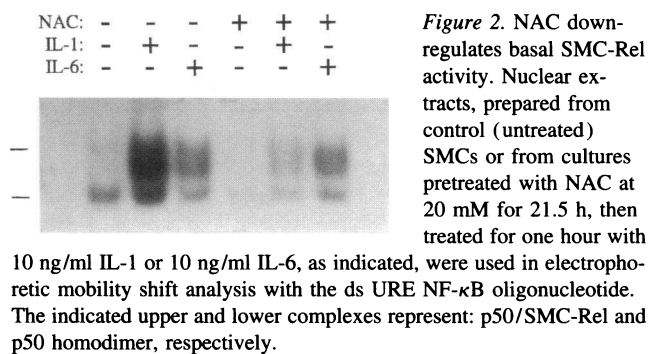 NAC: - - - + + +
IL-1: - + - - + -
IL-6: - - + - - +
Figure 2. NAC down-
regulates basal SMC-Rel
activity. Nuclear ex-
tracts, prepared from
control (untreated)
SMCs or from cultures
pretreated with NAC at
20 mM for 21.5 h, then
treated for one hour with
10 ng/ml IL-1 or 10 ng/ml IL-6, as indicated, were used in electropho-
retic mobility shift analysis with the ds URE NF-κB oligonucleotide.
The indicated upper and lower complexes represent: p50/SMC-Rel and
p50 homodimer, respectively.